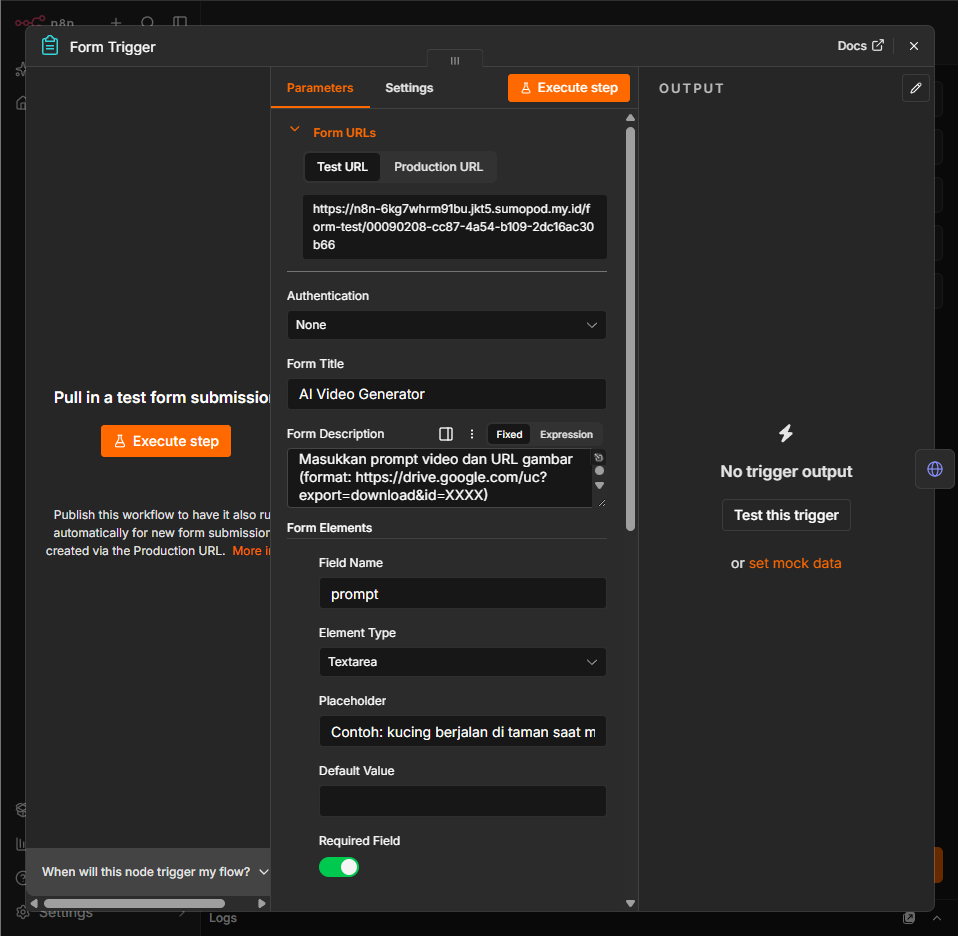 n8n
Form Trigger
Docs
Parameters
Settings
Execute step
OUTPUT
Form URLs
Test URL
Production URL
https://n8n-6kg7whrm91bu.jkt5.sumopod.my.id/f
orm-test/00090208-cc87-4a54-b109-2dc16ac30
b66
Authentication
None
Form Title
AI Video Generator
Form Description
Fixed
Expression
Masukkan prompt video dan URL gambar
(format: https://drive.google.com/uc?
export=download&id=XXXX)
Form Elements
Field Name
prompt
Element Type
Textarea
Placeholder
Contoh: kucing berjalan di taman saat m
Default Value
Required Field
Pull in a test form submission
Execute step
Publish this workflow to have it also ru
automatically for new form submission
created via the Production URL. More in
When will this node trigger my flow?
No trigger output
Test this trigger
or set mock data
Settings
Logs